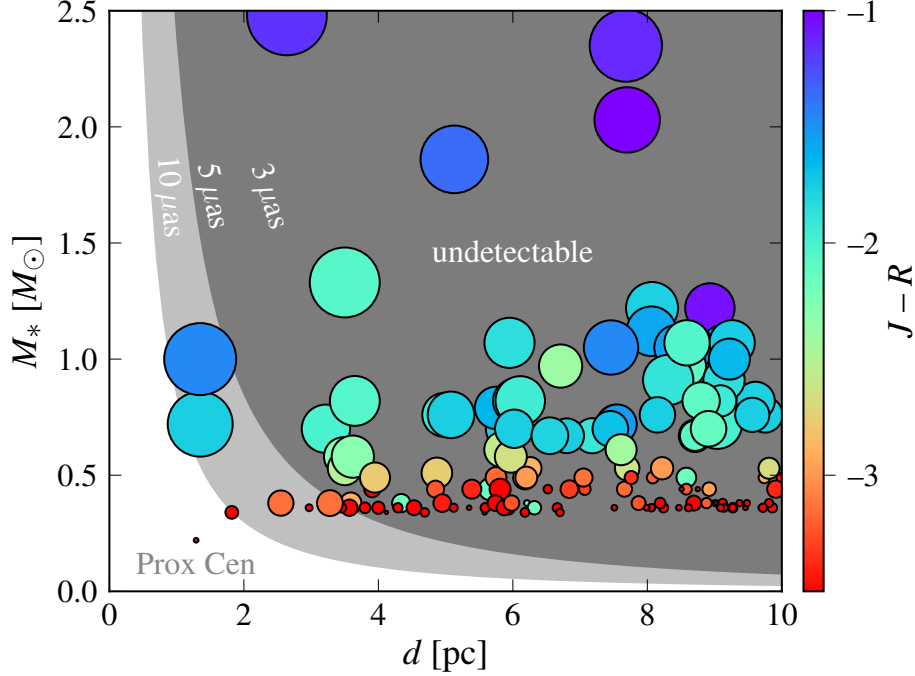 2.5
2.0
1.5
1.0
0.5
0.0
M* [M⊙]
10 μas
5 μas
3 μas
undetectable
Prox Cen
0
2
4
6
8
10
d [pc]
−1
−2
−3
J − R